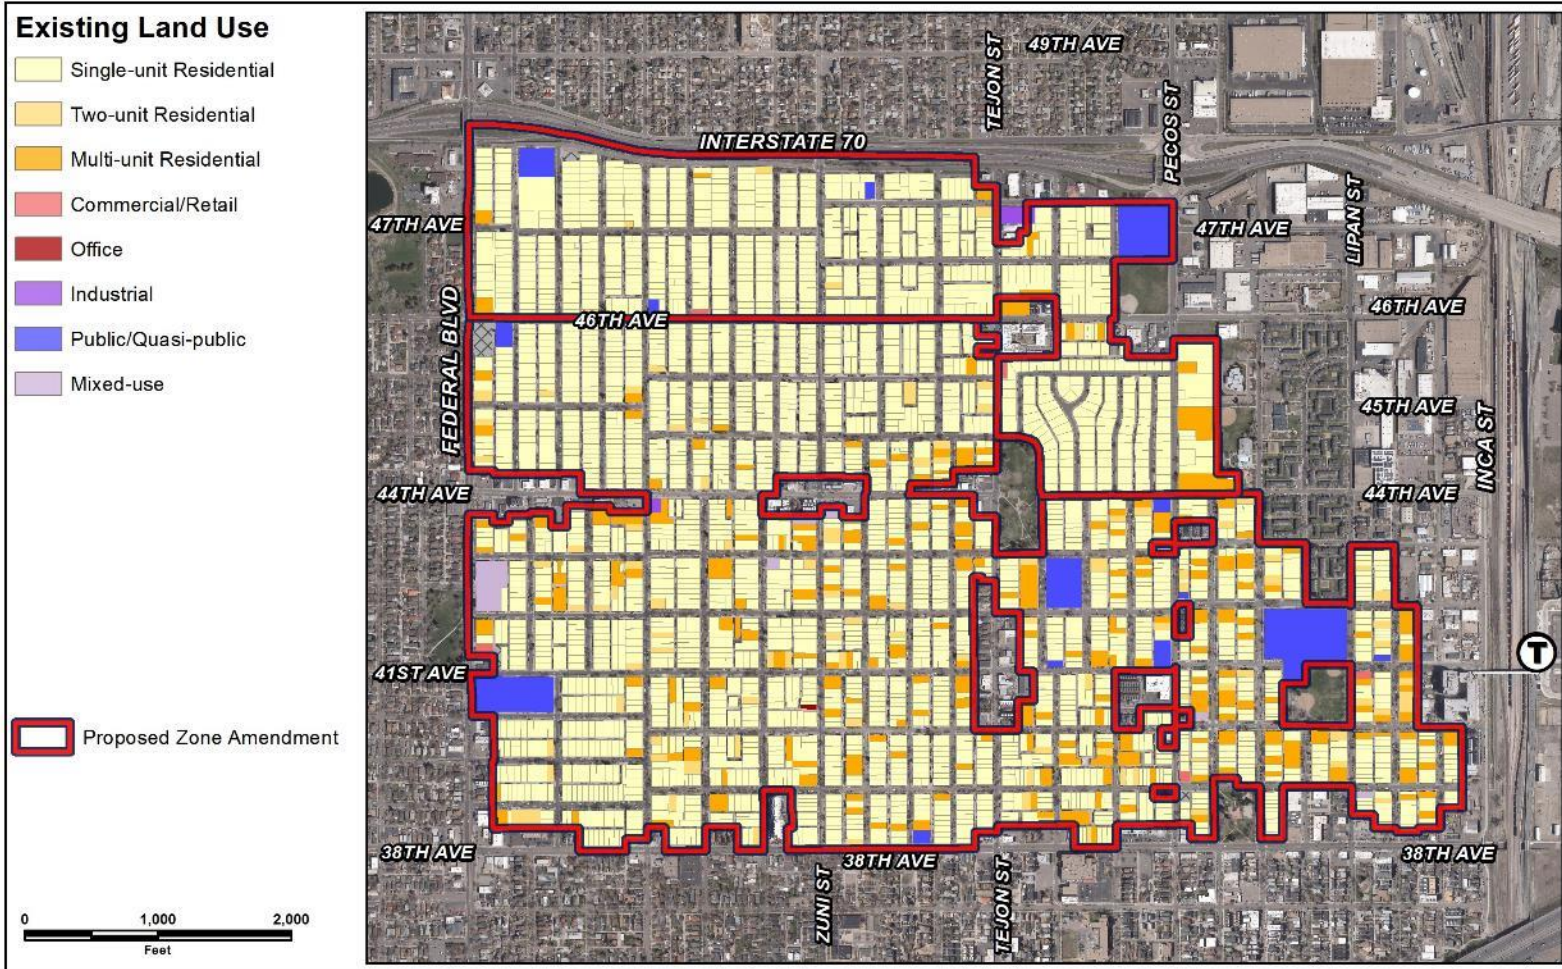 Existing Land Use
Single-unit Residential
Two-unit Residential
Multi-unit Residential
Commercial/Retail
Office
Industrial
Public/Quasi-public
Mixed-use
Proposed Zone Amendment
0 1,000 2,000
Feet
49TH AVE
TEJON ST
PECOS ST
INTERSTATE 70
LIPAN ST
47TH AVE
47TH AVE
FEDERAL BLVD
46TH AVE
46TH AVE
45TH AVE
INCA ST
44TH AVE
44TH AVE
T
41ST AVE
38TH AVE
38TH AVE
38TH AVE
ZUNI ST
TEJON ST